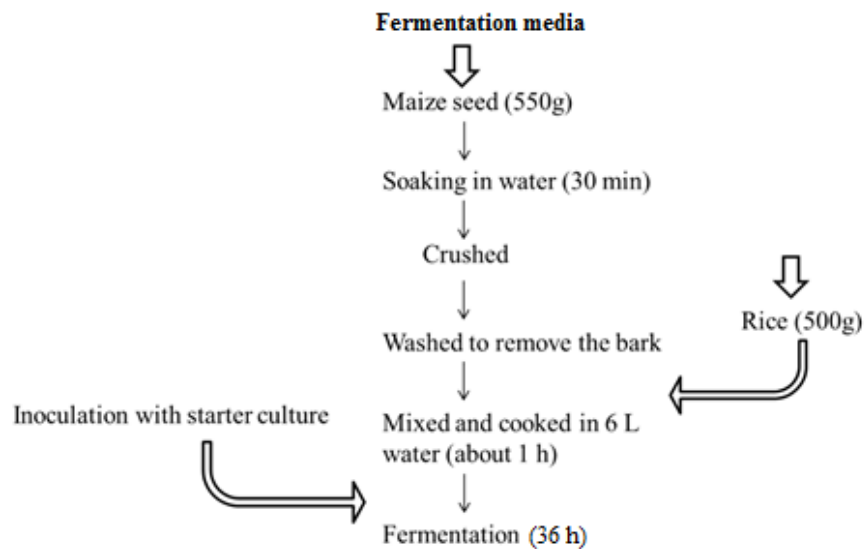 Fermentation media
Maize seed (550g)
Soaking in water (30 min)
Crushed
Rice (500g)
Washed to remove the bark
Inoculation with starter culture
Mixed and cooked in 6 L
water (about 1 h)
Fermentation (36 h)